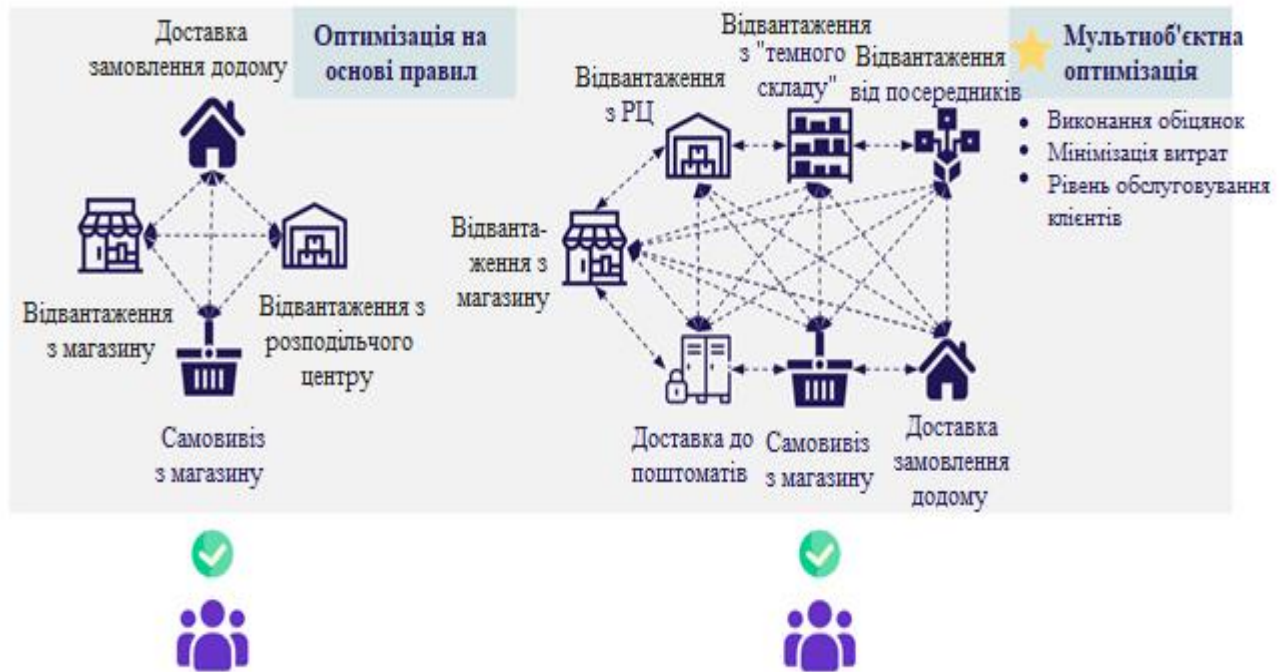 Доставка
замовлення додому
Оптимізація на
основі правил
Відвантаження
з магазину
Відвантаження з
розподільчого
центру
Самовивіз
з магазину
Відвантаження
з РЦ
Відвантаження
з "темного
складу"
Відвантаження
від посередників
Мультиоб'єктна
оптимізація
• Виконання обіцянок
• Мінімізація витрат
• Рівень обслуговування
клієнтів
Відванта-
ження з
магазину
Доставка до
поштоматів
Самовивіз
з магазину
Доставка
замовлення
додому